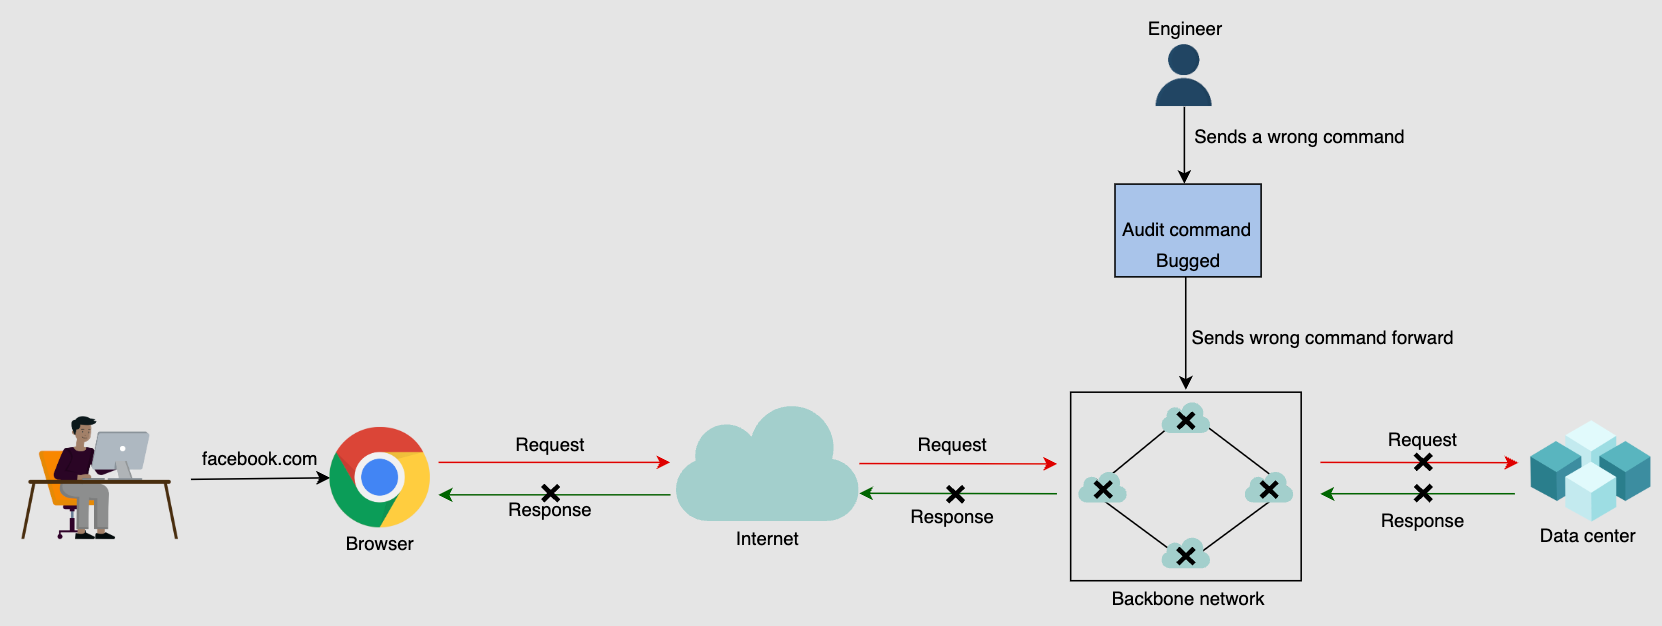 Engineer
Sends a wrong command
Audit command
Bugged
Sends wrong command forward
facebook.com
Request
Request
Request
Response
Response
Response
Browser
Internet
Backbone network
Data center